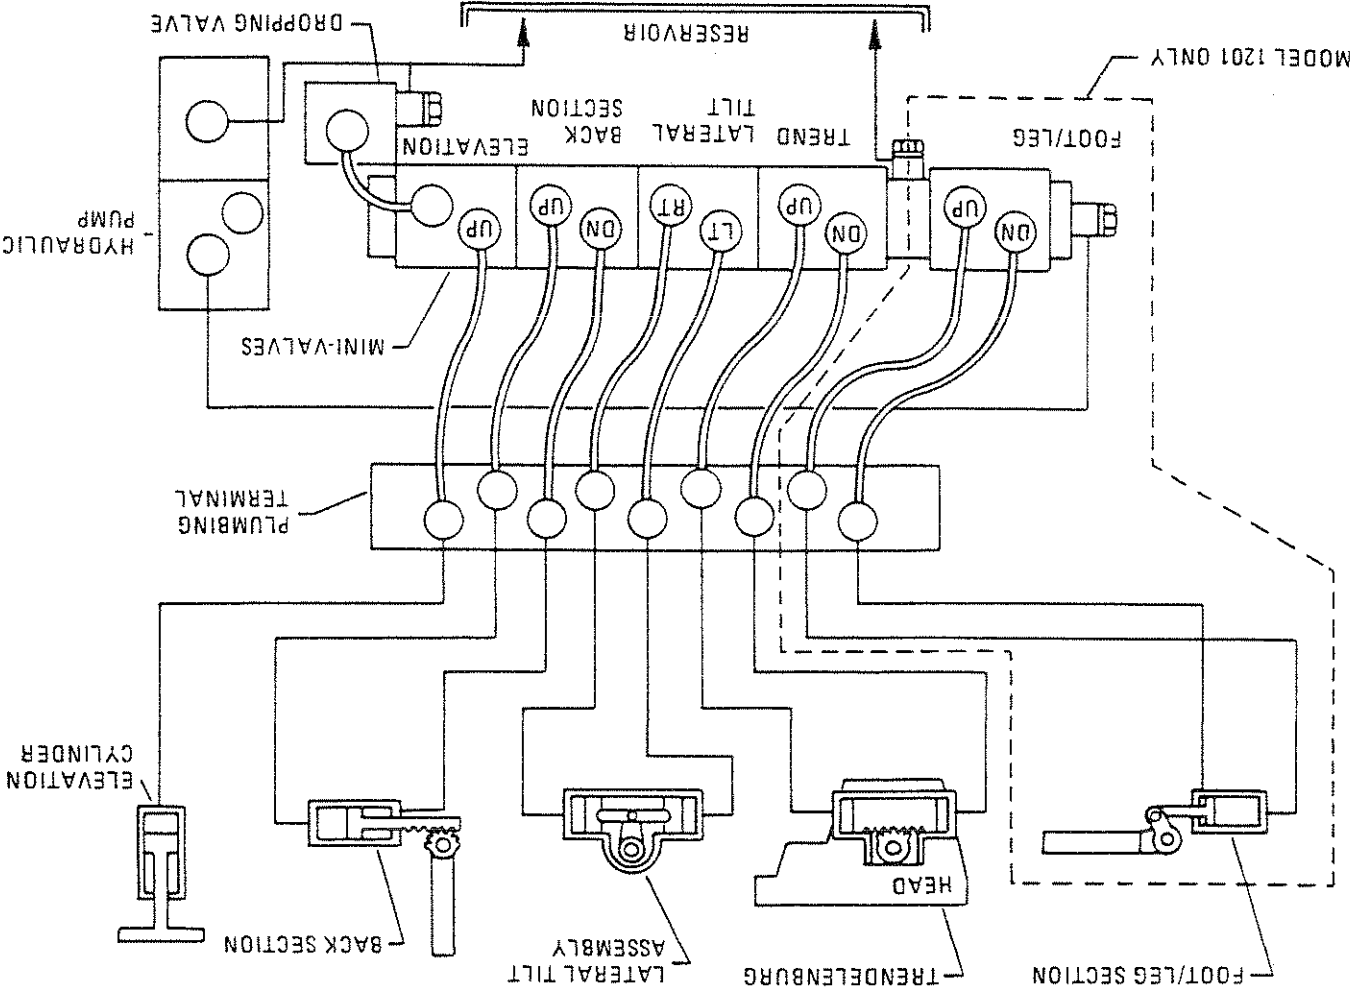 FOOT/LEG SECTION
TRENDELENBURG
LATERAL TILT
ASSEMBLY
BACK SECTION
HEAD
ELEVATION
CYLINDER
PLUMBING
TERMINAL
MINI-VALVES
DN
UP
DN
UP
LT
RT
DN
UP
UP
HYDRAULIC
PUMP
FOOT/LEG
TREND
LATERAL
TILT
BACK
SECTION
ELEVATION
MODEL 1201 ONLY
RESERVOIR
DROPPING VALVE